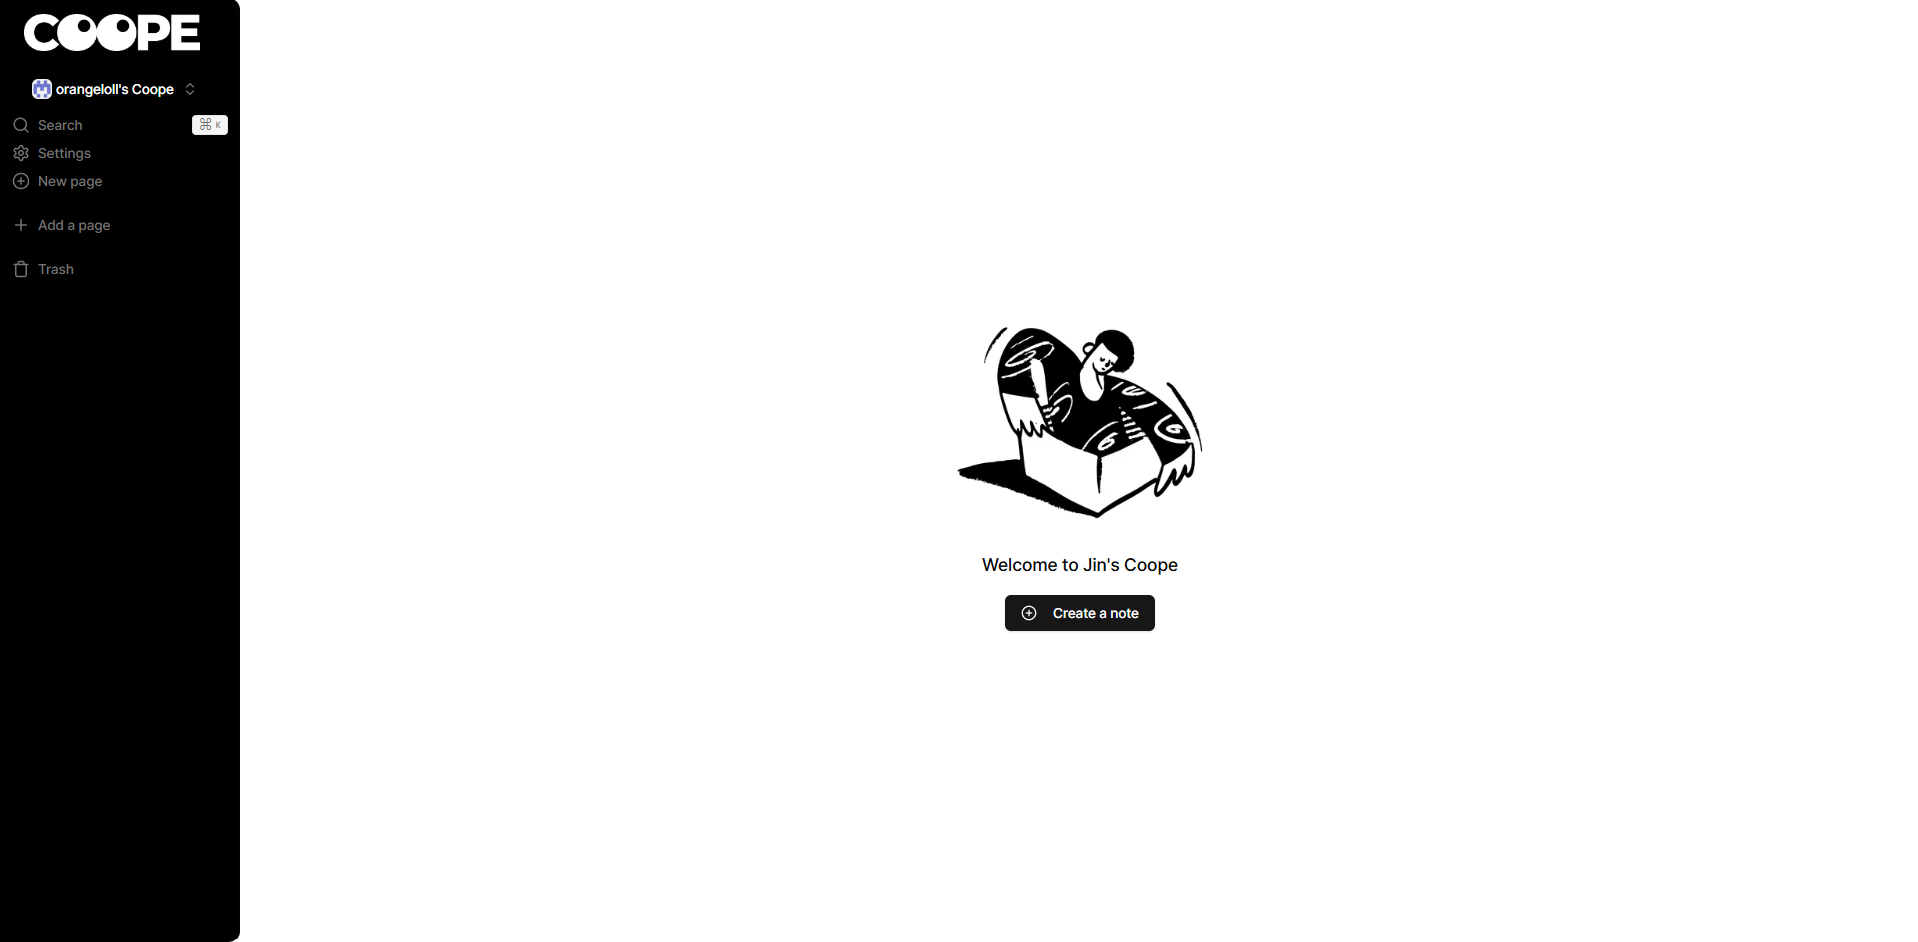 COOPE
orangeloll's Coope
Search ⌘ K
Settings
New page
Add a page
Trash
Welcome to Jin's Coope
Create a note